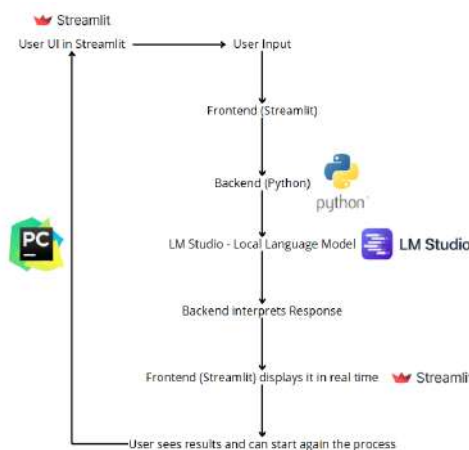 Streamlit
User UI in Streamlit
User Input
Frontend (Streamlit)
Backend (Python)
python
LM Studio - Local Language Model
LM Studio
PC
Backend interprets Response
Frontend (Streamlit) displays it in real time
Streamlit
User sees results and can start again the process